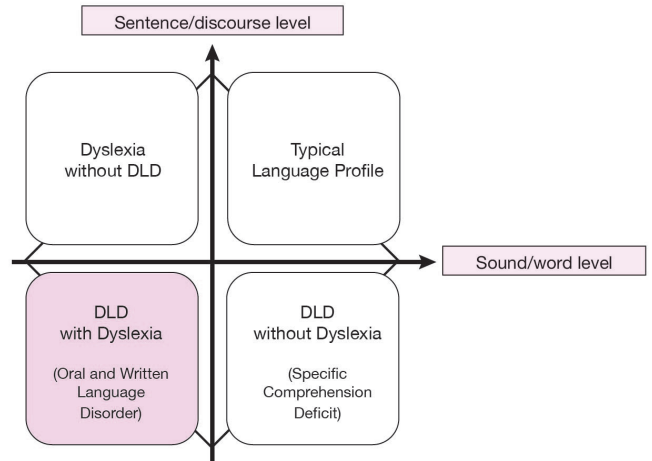 Sentence/discourse level
Dyslexia
without DLD
Typical
Language Profile
Sound/word level
DLD
with Dyslexia
(Oral and Written
Language
Disorder)
DLD
without Dyslexia
(Specific
Comprehension
Deficit)